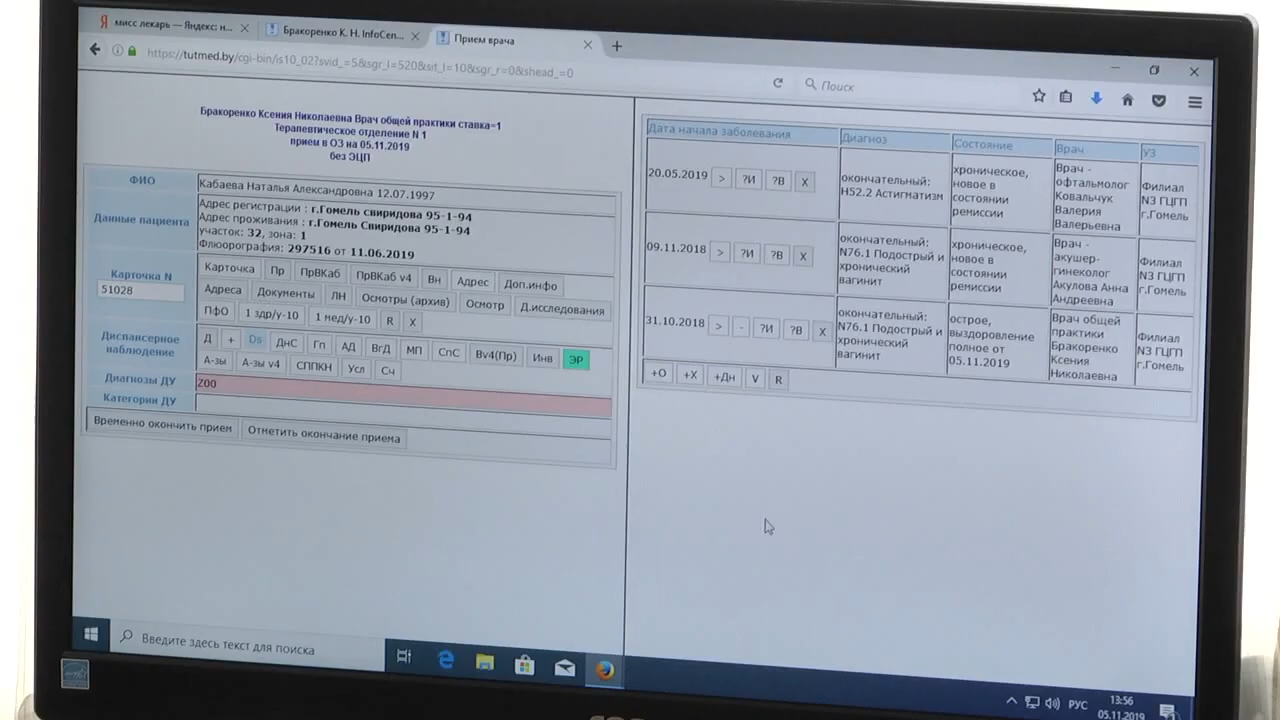 мисс лекарь — Яндекс: н...
Бракоренко К. Н. InfoCen...
Прием врача
https://tutmed.by/cgi-bin/is10_02?svid_=5&sgr_l=520&sit_l=10&sgr_r=0&shead_=0
Поиск
Бракоренко Ксения Николаевна Врач общей практики ставка=1
Терапевтическое отделение N 1
прием в ОЗ на 05.11.2019
без ЭЦП
ФИО
Кабаева Наталья Александровна 12.07.1997
Данные пациента
Адрес регистрации : г.Гомель свиридова 95-1-94
Адрес проживания : г.Гомель Свиридова 95-1-94
участок: 32, зона: 1
Флюорография: 297516 от 11.06.2019
Карточка N
51028
Карточка Пр ПрВКаб ПрВКаб v4 Вн Адрес Доп.инфо
Адреса Документы ЛН Осмотры (архив) Осмотр Д.исследования
ПФО 1 здр/у-10 1 мед/у-10 R X
Диспансерное
наблюдение
Д + Ds ДнС Гп АД ВгД МП СпС Вv4(Пр) Инв ЭР
А-зы А-зы v4 СППКН Усл Сч
Диагнозы ДУ
Z00
Категории ДУ
Временно окончить прием Отметить окончание приема
Дата начала заболевания Диагноз Состояние Врач УЗ
20.05.2019 > ?И ?В X
окончательный:
H52.2 Астигматизм
хроническое,
новое в
состоянии
ремиссии
Врач -
офтальмолог
Ковальчук
Валерия
Валерьевна
Филиал
N3 ГЦГП
г.Гомель
09.11.2018 > ?И ?В X
окончательный:
N76.1 Подострый и
хронический
вагинит
хроническое,
новое в
состоянии
ремиссии
Врач -
акушер-
гинеколог
Акулова Анна
Андреевна
Филиал
N3 ГЦГП
г.Гомель
31.10.2018 > - ?И ?В X
окончательный:
N76.1 Подострый и
хронический
вагинит
острое,
выздоровление
полное от
05.11.2019
Врач общей
практики
Бракоренко
Ксения
Николаевна
Филиал
N3 ГЦГП
г.Гомель
+О +Х +Дн V R
Введите здесь текст для поиска
РУС
13:56
05.11.2019